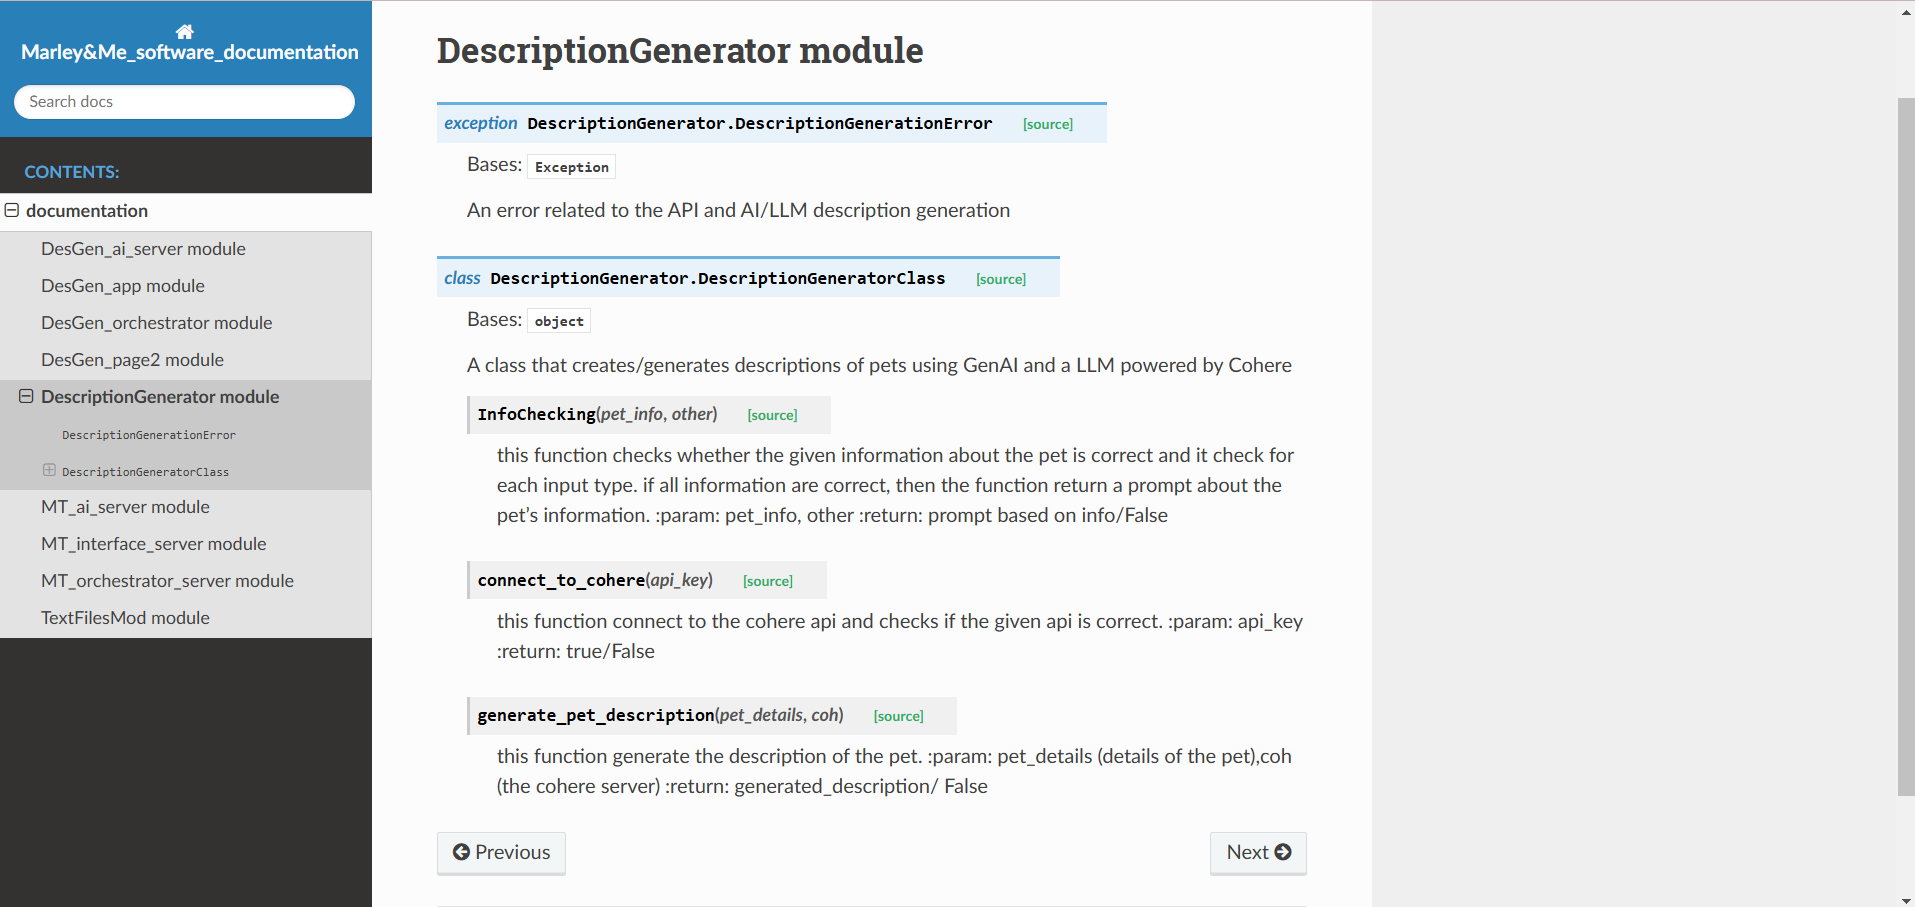 Marley&Me_software_documentation
Search docs
CONTENTS:
documentation
DesGen_ai_server module
DesGen_app module
DesGen_orchestrator module
DesGen_page2 module
DescriptionGenerator module
DescriptionGenerationError
DescriptionGeneratorClass
MT_ai_server module
MT_interface_server module
MT_orchestrator_server module
TextFilesMod module
DescriptionGenerator module
exception DescriptionGenerator.DescriptionGenerationError [source]
Bases: Exception
An error related to the API and AI/LLM description generation
class DescriptionGenerator.DescriptionGeneratorClass [source]
Bases: object
A class that creates/generates descriptions of pets using GenAI and a LLM powered by Cohere
InfoChecking(pet_info, other) [source]
this function checks whether the given information about the pet is correct and it check for
each input type. if all information are correct, then the function return a prompt about the
pet’s information. :param: pet_info, other :return: prompt based on info/False
connect_to_cohere(api_key) [source]
this function connect to the cohere api and checks if the given api is correct. :param: api_key
:return: true/False
generate_pet_description(pet_details, coh) [source]
this function generate the description of the pet. :param: pet_details (details of the pet),coh
(the cohere server) :return: generated_description/ False
Previous
Next